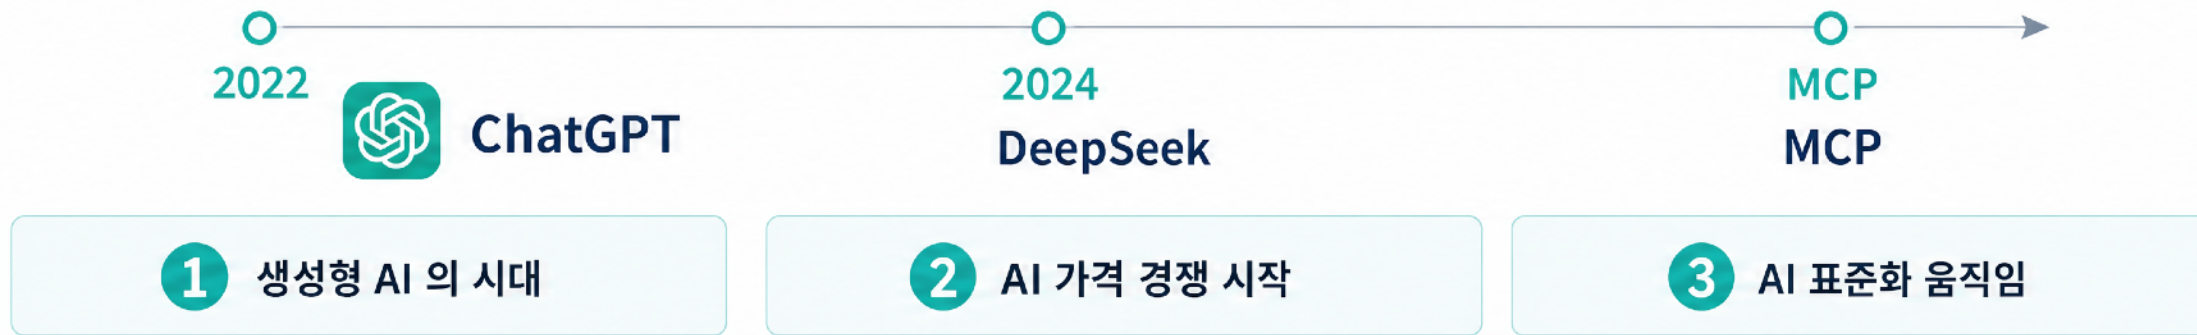 2022
ChatGPT
2024
DeepSeek
MCP
MCP
1 생성형 AI 의 시대
2 AI 가격 경쟁 시작
3 AI 표준화 움직임